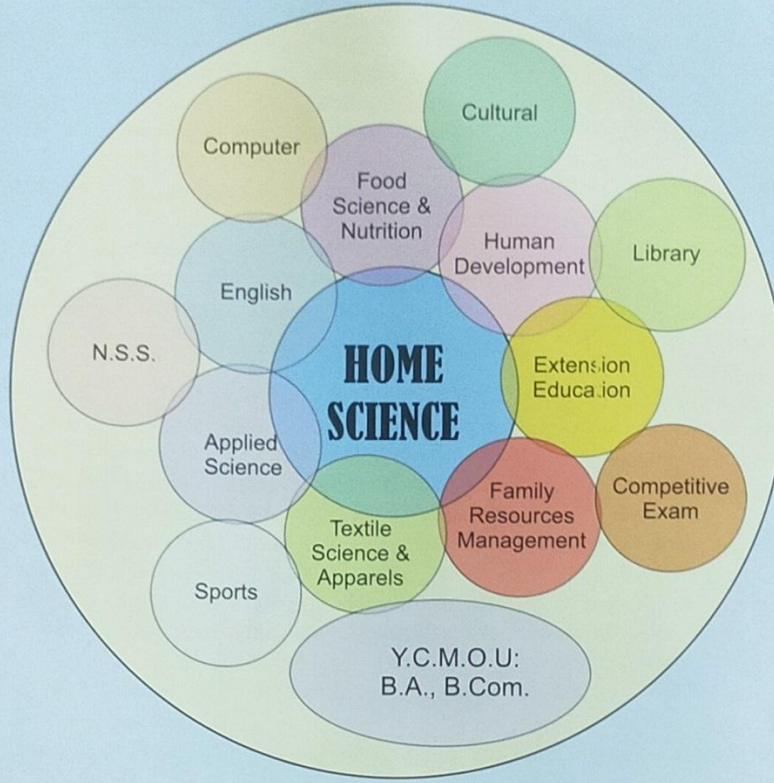 Cultural
Computer
Food
Science &
Nutrition
Human
Development
Library
English
N.S.S.
HOME
SCIENCE
Extension
Education
Applied
Science
Family
Resources
Management
Competitive
Exam
Textile
Science &
Apparels
Sports
Y.C.M.O.U:
B.A., B.Com.